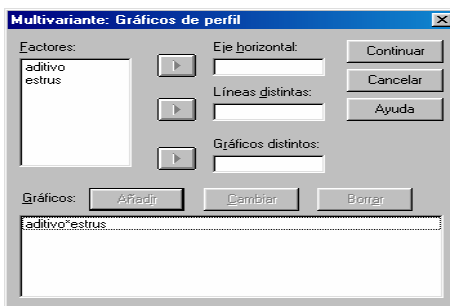 Multivariante: Gráficos de perfil
Factores:
aditivo
estrus
Eje horizontal:
Líneas distintas:
Gráficos distintos:
Continuar
Cancelar
Ayuda
Gráficos:
Añadir
Cambiar
Borrar
aditivo*estrus